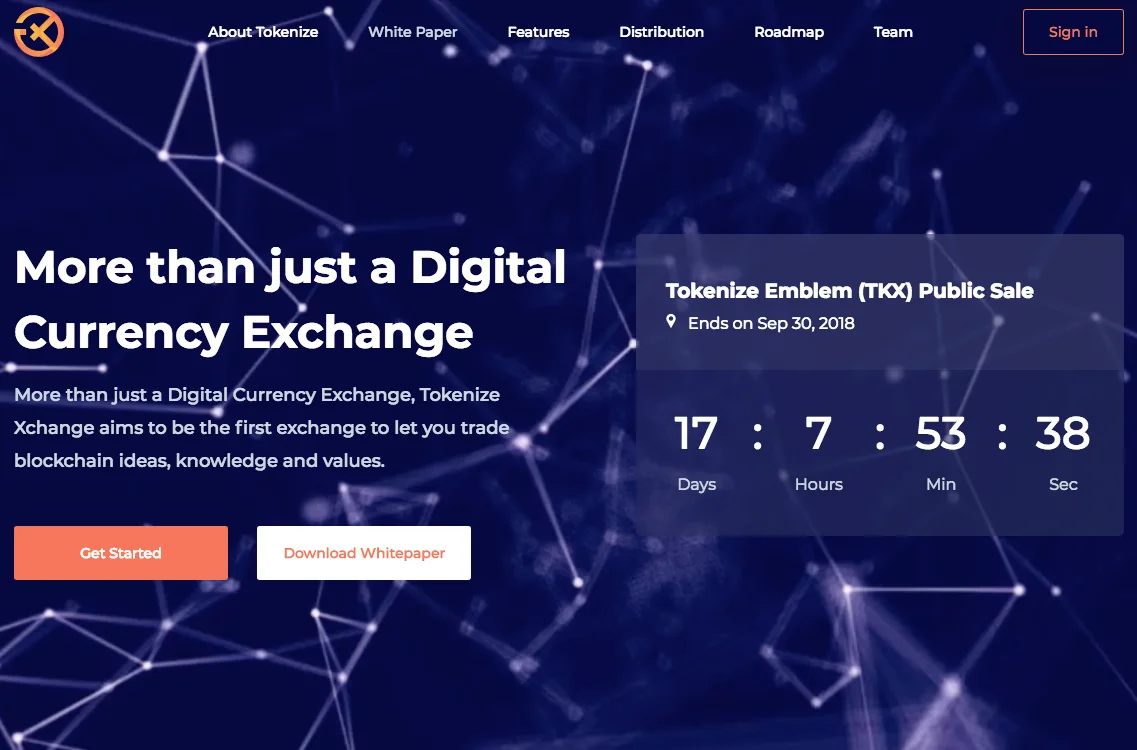 About Tokenize
White Paper
Features
Distribution
Roadmap
Team
Sign in
More than just a Digital
Currency Exchange
More than just a Digital Currency Exchange, Tokenize
Xchange aims to be the first exchange to let you trade
blockchain ideas, knowledge and values.
Get Started
Download Whitepaper
Tokenize Emblem (TKX) Public Sale
Ends on Sep 30, 2018
17 : 7 : 53 : 38
Days Hours Min Sec